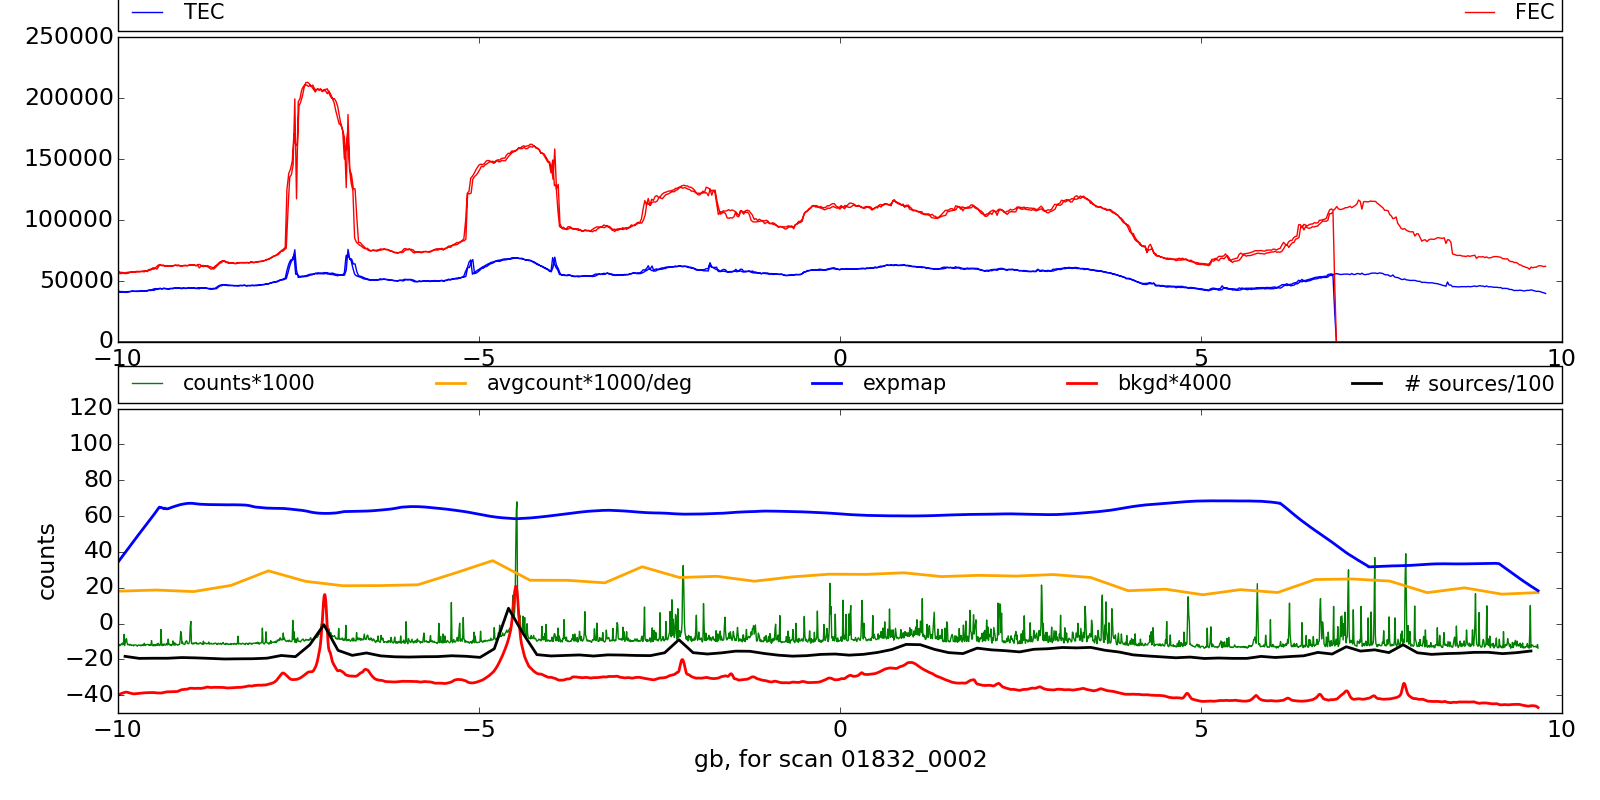 TEC FEC
250000
200000
150000
100000
50000
0
−10 −5 0 5 10
counts*1000 avgcount*1000/deg expmap bkgd*4000 # sources/100
120
100
80
60
40
20
0
−20
−40
counts
−10 −5 0 5 10
gb, for scan 01832_0002